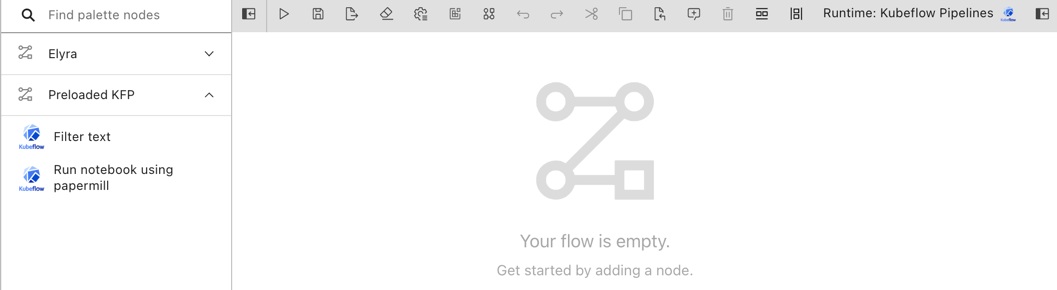 Find palette nodes
Runtime: Kubeflow Pipelines
Kubeflow
Elyra
Preloaded KFP
Kubeflow
Filter text
Kubeflow
Run notebook using
papermill
Your flow is empty.
Get started by adding a node.